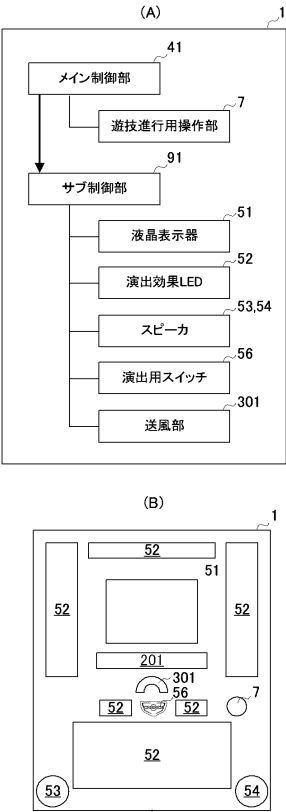 (A)
1
41
メイン制御部
7
遊技進行用操作部
91
サブ制御部
51
液晶表示器
52
演出効果LED
53,54
スピーカ
56
演出用スイッチ
301
送風部
(B)
1
52
51
52
52
201
301
56
7
52
52
52
53
54